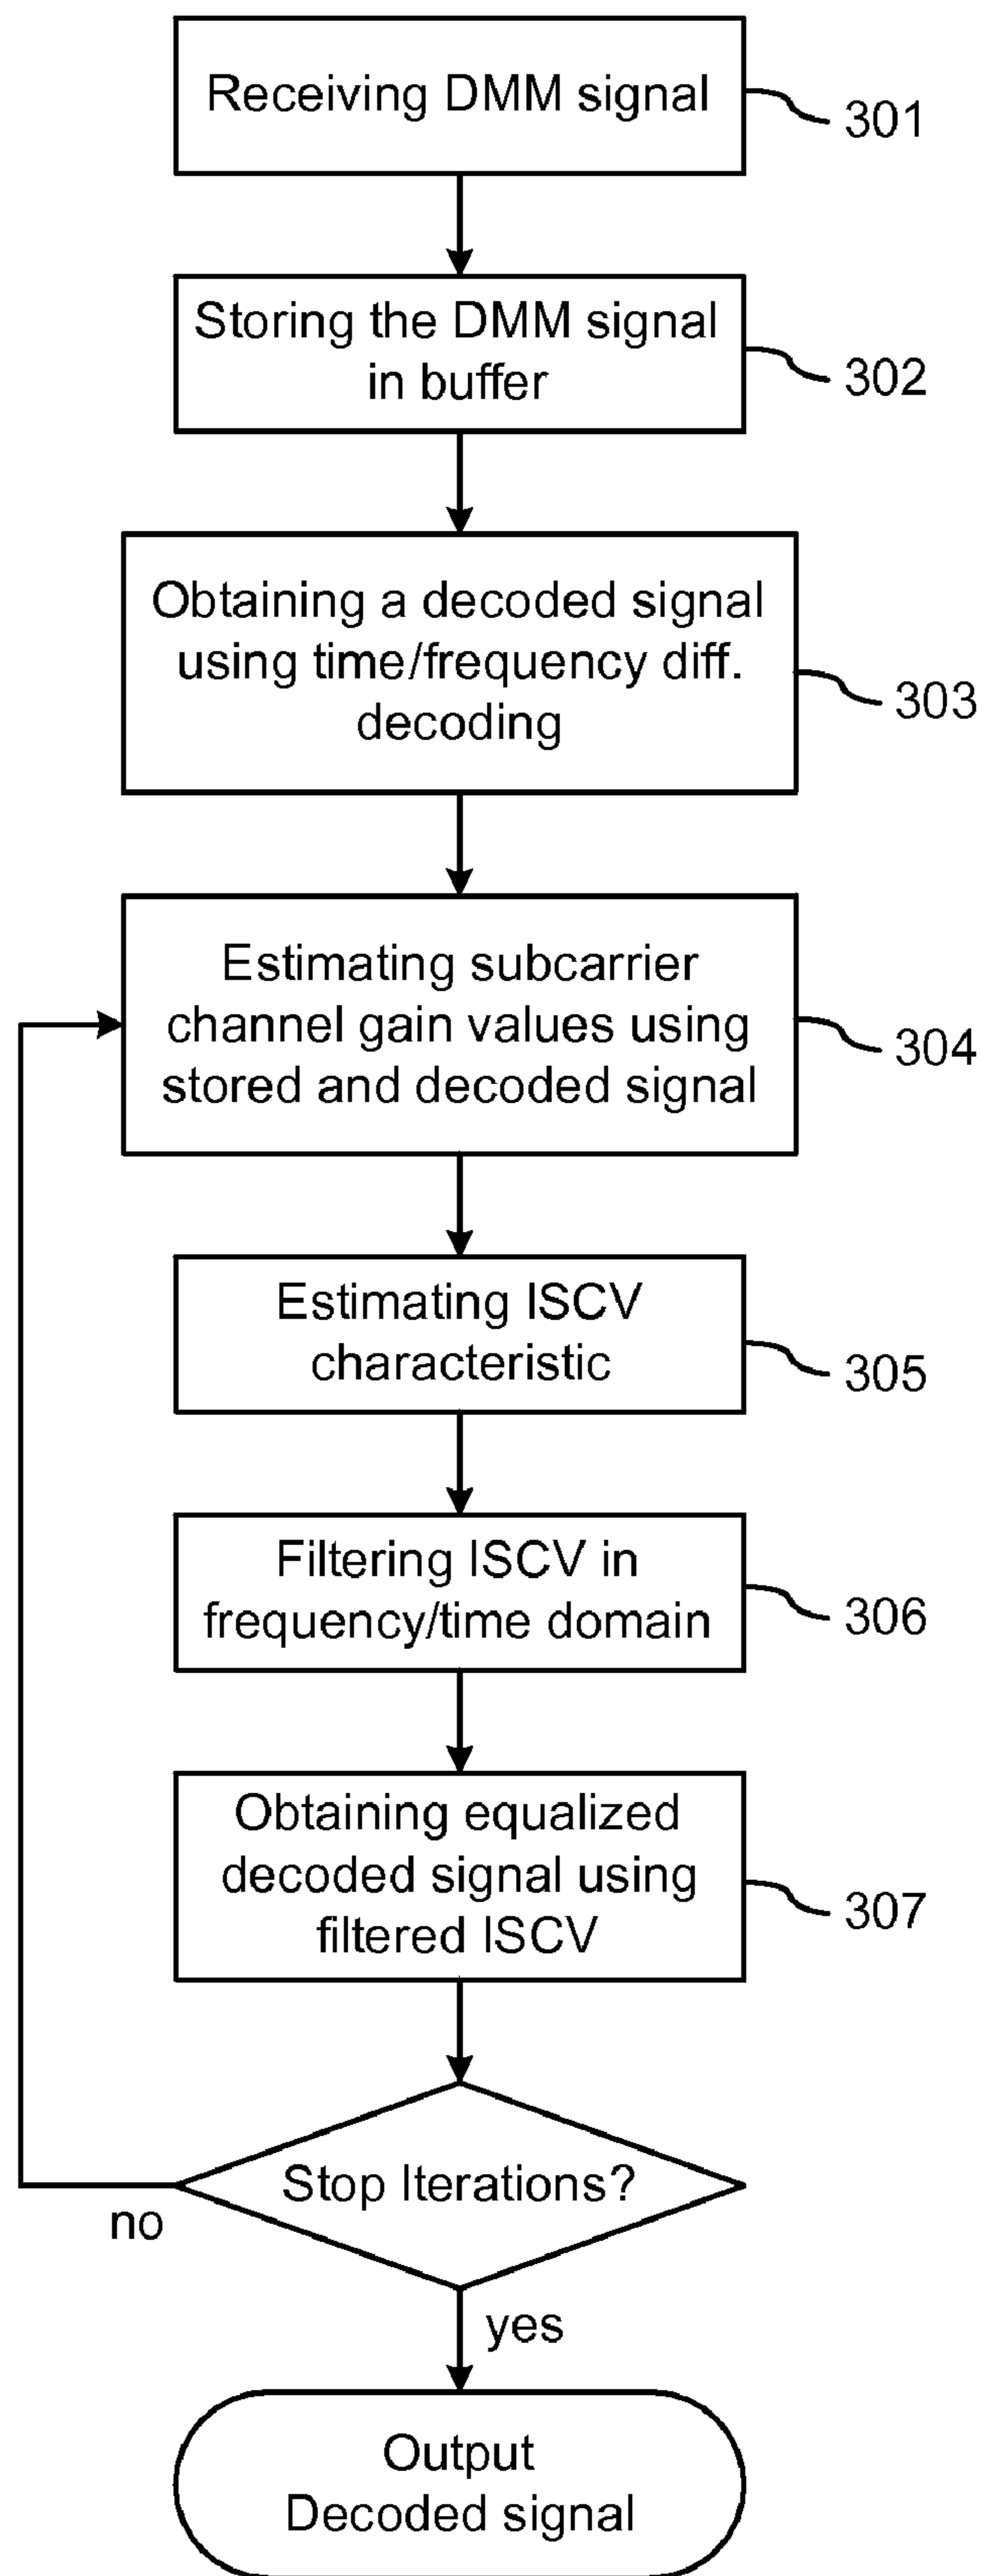 Receiving DMM signal
301
Storing the DMM signal
in buffer
302
Obtaining a decoded signal
using time/frequency diff.
decoding
303
Estimating subcarrier
channel gain values using
stored and decoded signal
304
Estimating ISCV
characteristic
305
Filtering ISCV in
frequency/time domain
306
Obtaining equalized
decoded signal using
filtered ISCV
307
Stop Iterations?
no
yes
Output
Decoded signal